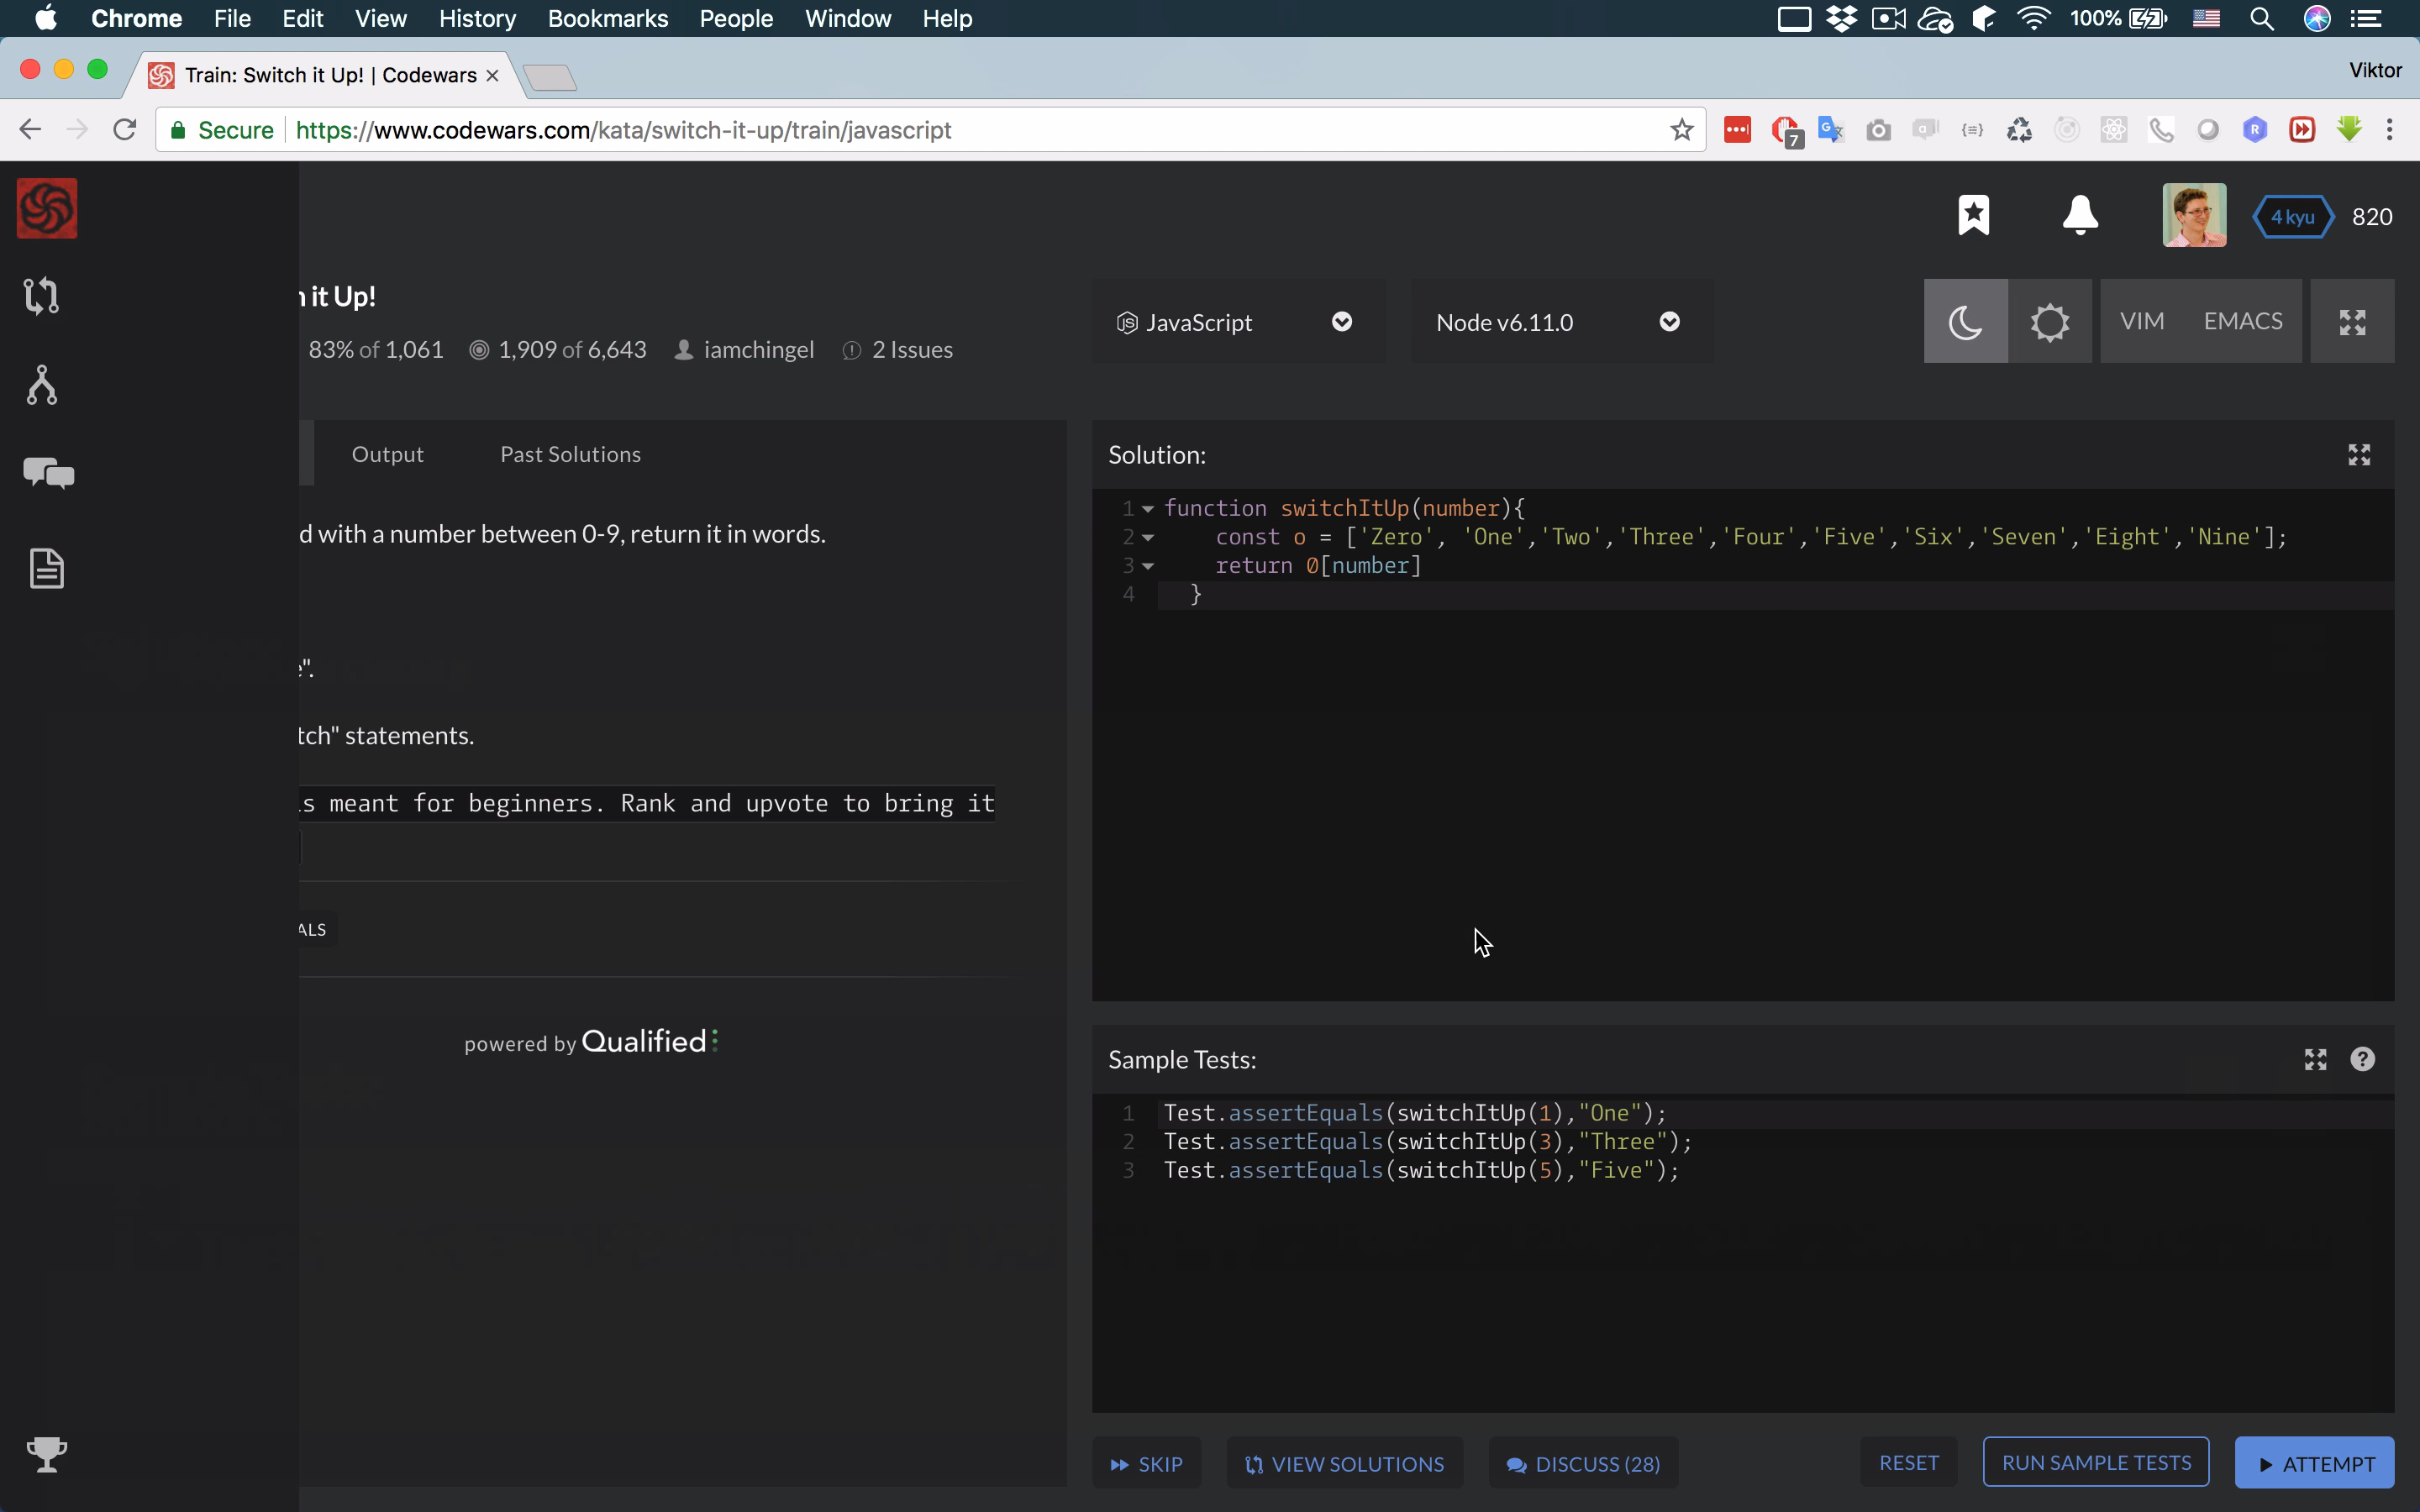 Chrome File Edit View History Bookmarks People Window Help 100%
Train: Switch it Up! | Codewars
Viktor
Secure https://www.codewars.com/kata/switch-it-up/train/javascript
7
4 kyu 820
it Up!
83% of 1,061 1,909 of 6,643 iamchingel 2 Issues
JavaScript
Node v6.11.0
VIM EMACS
Output Past Solutions
d with a number between 0-9, return it in words.
e".
tch" statements.
is meant for beginners. Rank and upvote to bring it
ALS
powered by Qualified
Solution:
1 function switchItUp(number){
2 const o = ['Zero', 'One','Two','Three','Four','Five','Six','Seven','Eight','Nine'];
3 return 0[number]
4 }
Sample Tests:
1 Test.assertEquals(switchItUp(1),"One");
2 Test.assertEquals(switchItUp(3),"Three");
3 Test.assertEquals(switchItUp(5),"Five");
SKIP VIEW SOLUTIONS DISCUSS (28) RESET RUN SAMPLE TESTS ATTEMPT